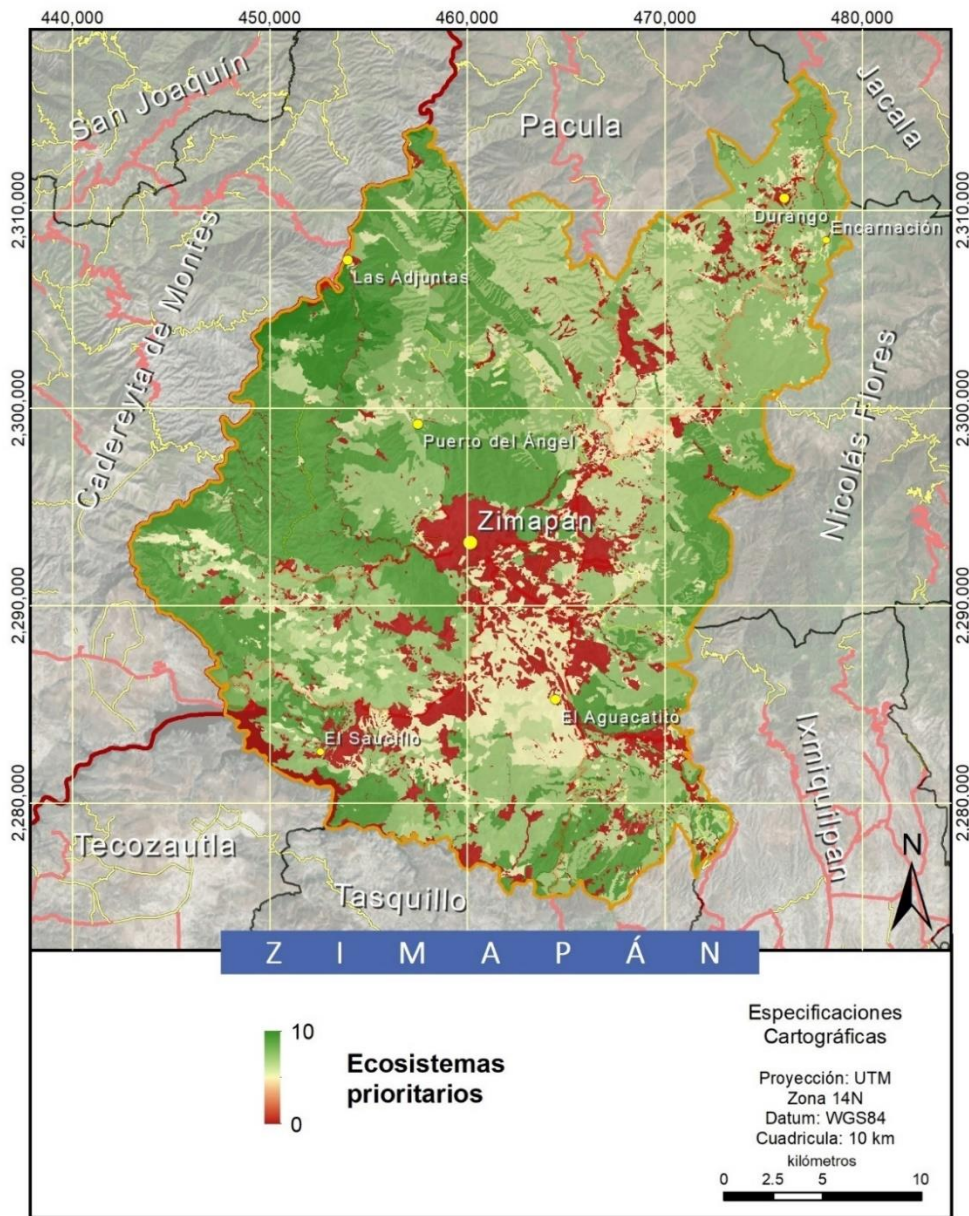 440,000 450,000 460,000 470,000 480,000
San Joaquín
Pacula
Jacala
2,310,000
2,310,000
Durango
Encarnación
Las Adjuntas
Cadereyta de Montes
2,300,000
2,300,000
Puerto del Ángel
Nicolás Flores
Zimapán
2,290,000
2,290,000
El Aguacatito
El Saucillo
Ixmiquilpan
2,280,000
2,280,000
Tecozautla
Tasquillo
N
Z I M A P Á N
10
0
Ecosistemas
prioritarios
Especificaciones
Cartográficas
Proyección: UTM
Zona 14N
Datum: WGS84
Cuadricula: 10 km
kilómetros
0 2.5 5 10